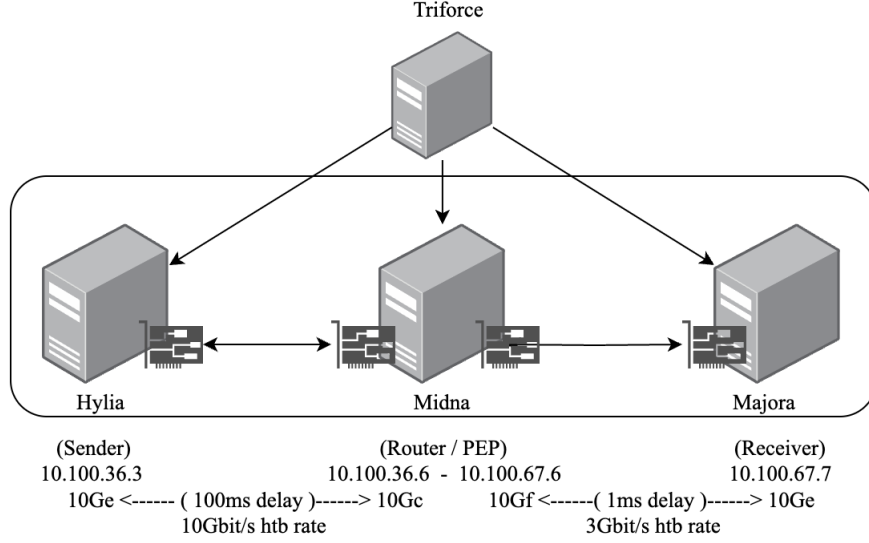 Triforce
Hylia Midna Majora
(Sender) (Router / PEP) (Receiver)
10.100.36.3 10.100.36.6 - 10.100.67.6 10.100.67.7
10Ge <------ ( 100ms delay )------> 10Gc 10Gf <------ ( 1ms delay )------> 10Ge
10Gbit/s htb rate 3Gbit/s htb rate